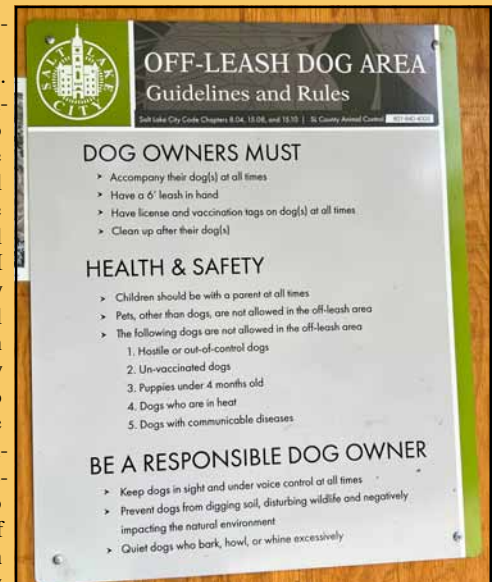 SALT LAKE CITY
OFF-LEASH DOG AREA
Guidelines and Rules
Salt Lake City Code Chapters 8.04, 15.08, and 15.10 | SL County Animal Control
DOG OWNERS MUST
➤ Accompany their dog(s) at all times
➤ Have a 6’ leash in hand
➤ Have license and vaccination tags on dog(s) at all times
➤ Clean up after their dog(s)
HEALTH & SAFETY
➤ Children should be with a parent at all times
➤ Pets, other than dogs, are not allowed in the off-leash area
➤ The following dogs are not allowed in the off-leash area
1. Hostile or out-of-control dogs
2. Un-vaccinated dogs
3. Puppies under 4 months old
4. Dogs who are in heat
5. Dogs with communicable diseases
BE A RESPONSIBLE DOG OWNER
➤ Keep dogs in sight and under voice control at all times
➤ Prevent dogs from digging soil, disturbing wildlife and negatively
impacting the natural environment
➤ Quiet dogs who bark, howl, or whine excessively